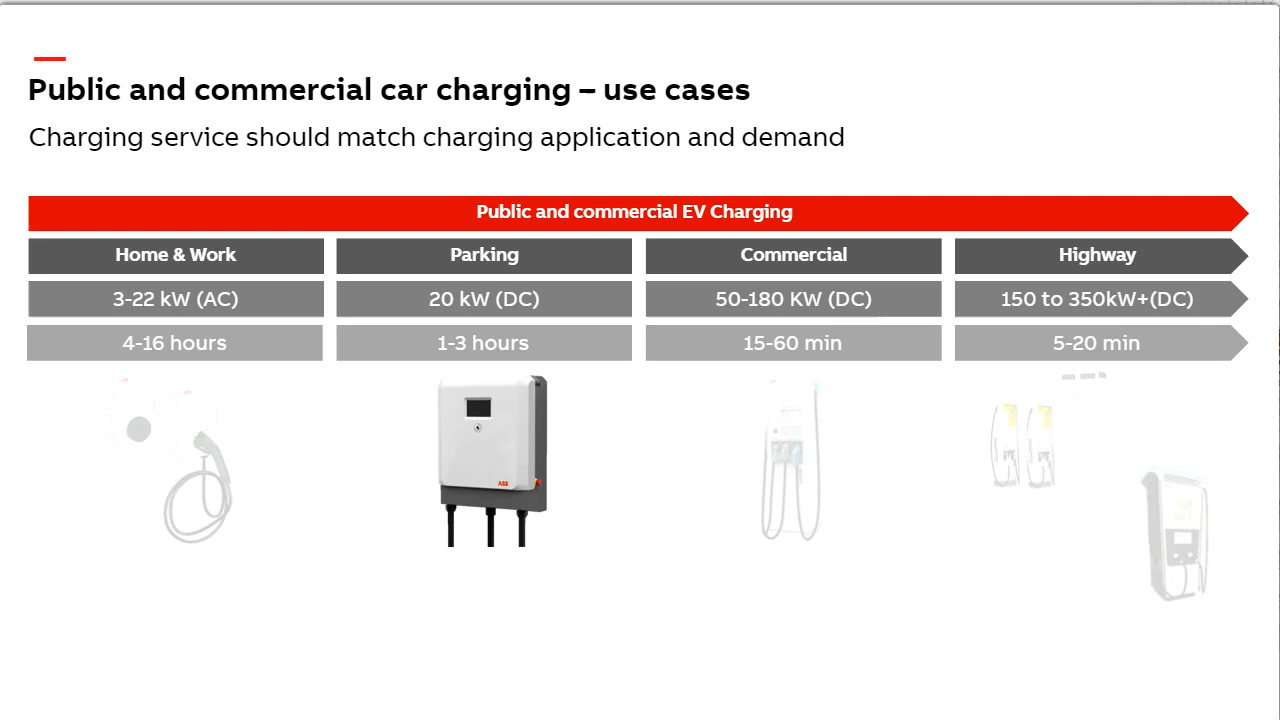 Public and commercial car charging – use cases
Charging service should match charging application and demand
Public and commercial EV Charging
Home & Work
Parking
Commercial
Highway
3-22 kW (AC)
20 kW (DC)
50-180 KW (DC)
150 to 350kW+(DC)
4-16 hours
1-3 hours
15-60 min
5-20 min
ABB